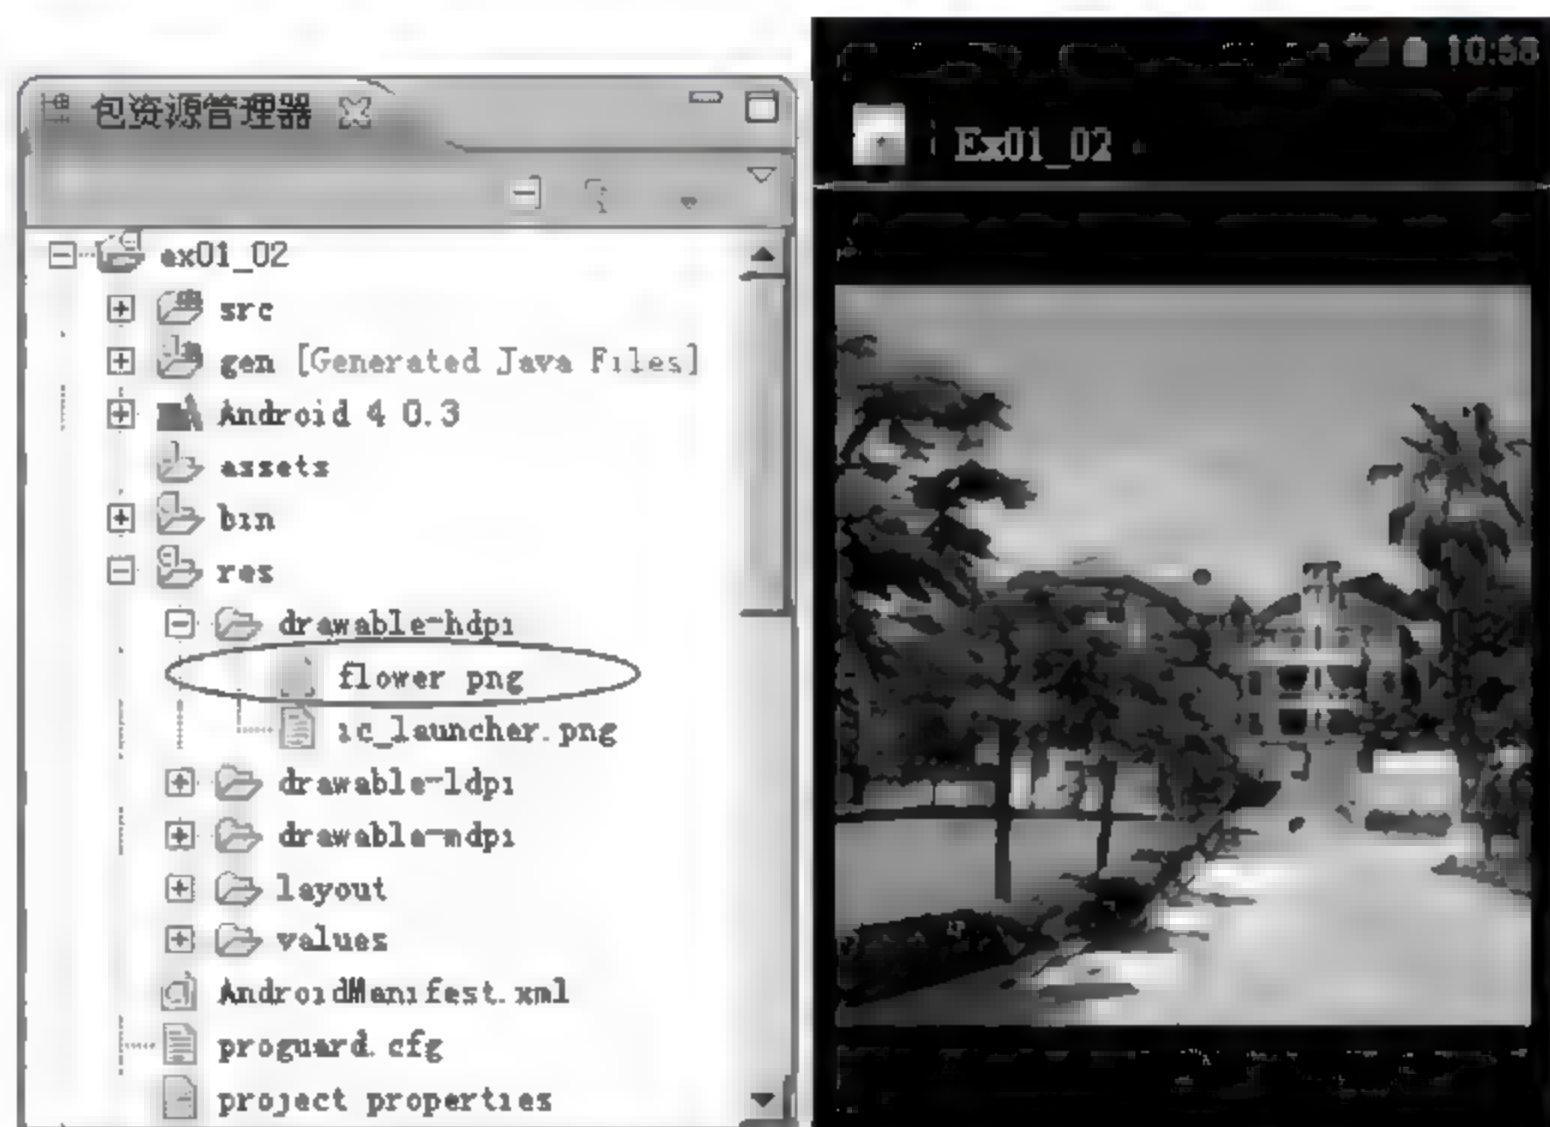 包资源管理器
ex01_02
src
gen [Generated Java Files]
Android 4 0.3
assets
bin
res
drawable-hdpi
flower png
ic_launcher.png
drawable-ldpi
drawable-mdpi
layout
values
AndroidManifest.xml
proguard.cfg
project properties
10:58
Ex01_02